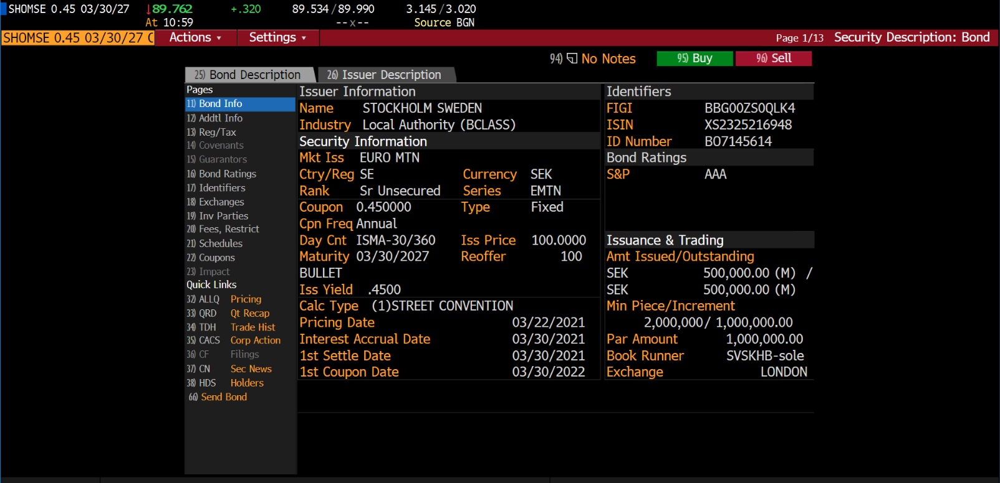 SHOMSE 0.45 03/30/27 ↓89.762 +.320 89.534/89.990 3.145/3.020
At 10:59 --x-- Source BGN
SHOMSE 0.45 03/30/27 C Actions Settings Page 1/13 Security Description: Bond
94) No Notes 95) Buy 96) Sell
25) Bond Description 26) Issuer Description
Pages
11) Bond Info
12) Addtl Info
13) Reg/Tax
14) Covenants
15) Guarantors
16) Bond Ratings
17) Identifiers
18) Exchanges
19) Inv Parties
20) Fees, Restrict
21) Schedules
22) Coupons
23) Impact
Quick Links
32) ALLQ Pricing
33) QRD Qt Recap
34) TDH Trade Hist
35) CACS Corp Action
36) CF Filings
37) CN Sec News
38) HDS Holders
66) Send Bond
Issuer Information
Name STOCKHOLM SWEDEN
Industry Local Authority (BCLASS)
Security Information
Mkt Iss EURO MTN
Ctry/Reg SE Currency SEK
Rank Sr Unsecured Series EMTN
Coupon 0.450000 Type Fixed
Cpn Freq Annual
Day Cnt ISMA-30/360 Iss Price 100.0000
Maturity 03/30/2027 Reoffer 100
BULLET
Iss Yield .4500
Calc Type (1)STREET CONVENTION
Pricing Date 03/22/2021
Interest Accrual Date 03/30/2021
1st Settle Date 03/30/2021
1st Coupon Date 03/30/2022
Identifiers
FIGI BBG00ZS0QLK4
ISIN XS2325216948
ID Number BO7145614
Bond Ratings
S&P AAA
Issuance & Trading
Amt Issued/Outstanding
SEK 500,000.00 (M) /
SEK 500,000.00 (M)
Min Piece/Increment
2,000,000/ 1,000,000.00
Par Amount 1,000,000.00
Book Runner SVSKHB-sole
Exchange LONDON